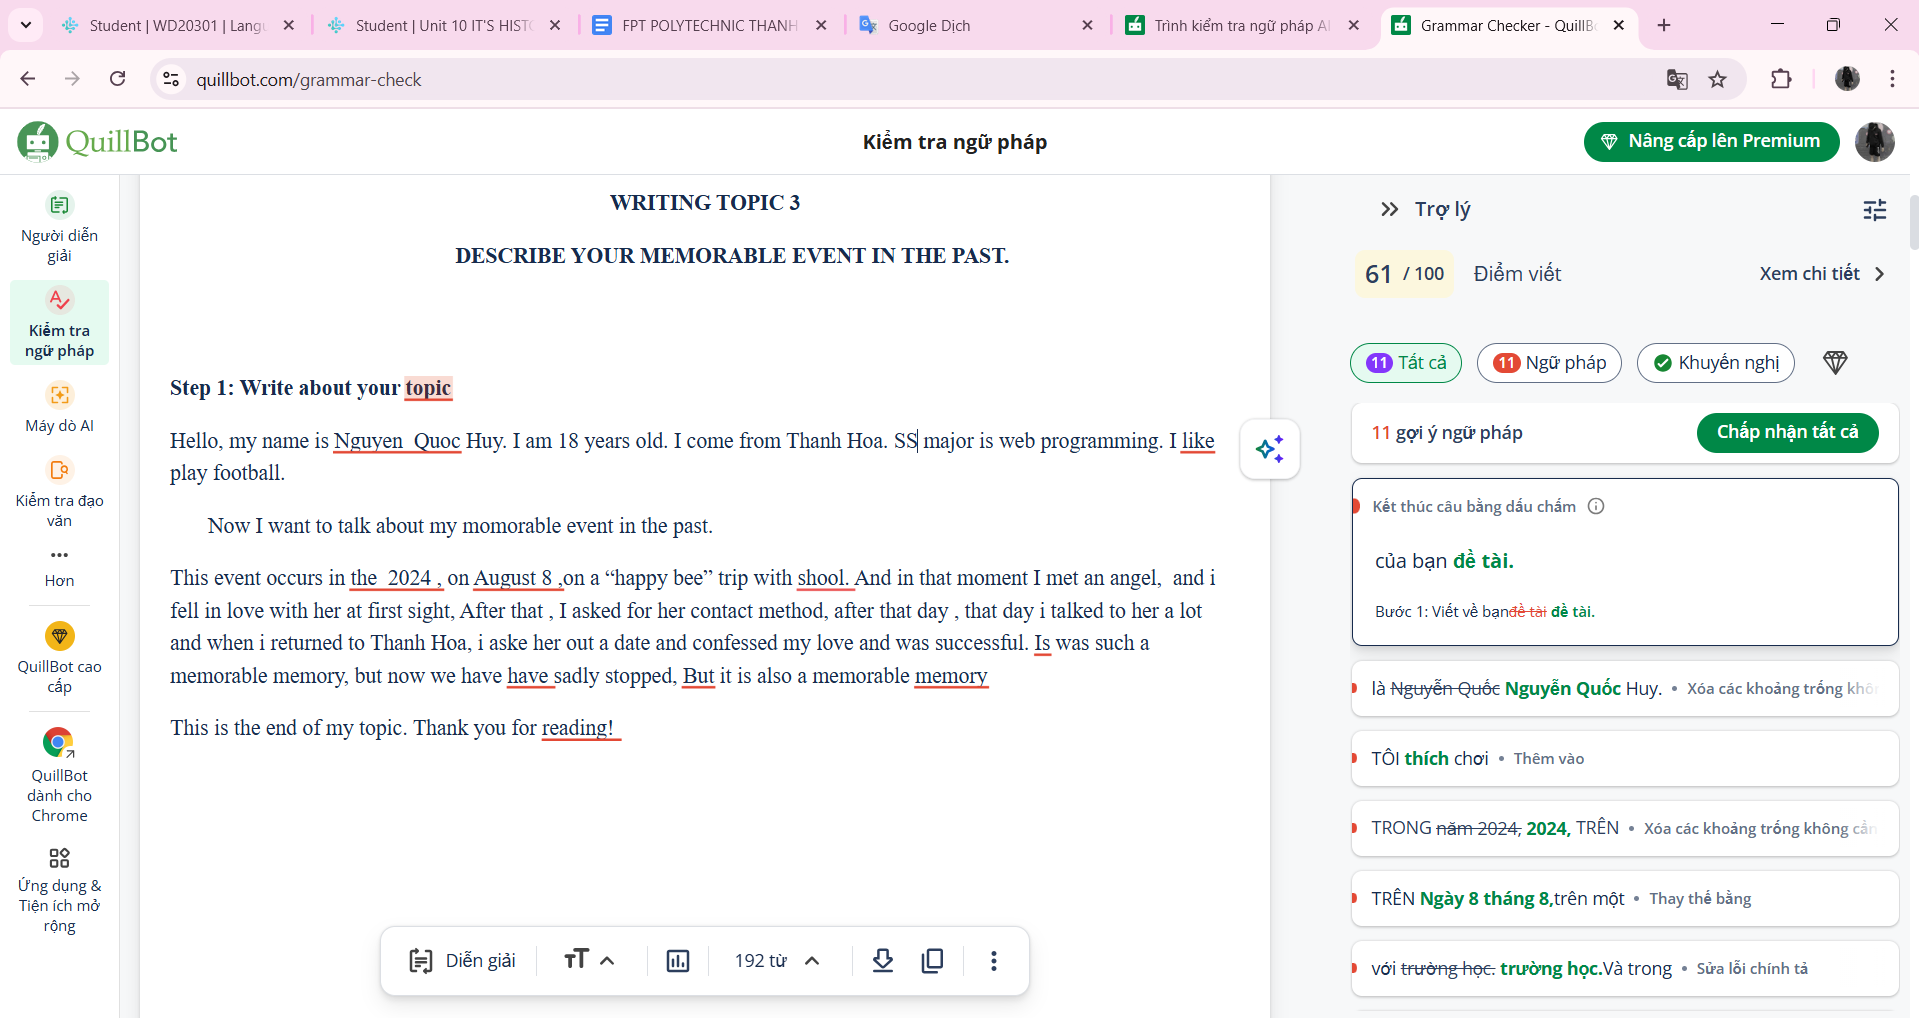 Student | WD20301 | Langu
Student | Unit 10 IT'S HISTO
FPT POLYTECHNIC THANH
Google Dịch
Trình kiểm tra ngữ pháp AI
Grammar Checker - QuillBo
quillbot.com/grammar-check
QuillBot
Kiểm tra ngữ pháp
Nâng cấp lên Premium
Người diễn
giải
Kiểm tra
ngữ pháp
Máy dò AI
Kiểm tra đạo
văn
Hơn
QuillBot cao
cấp
QuillBot
dành cho
Chrome
Ứng dụng &
Tiện ích mở
rộng
WRITING TOPIC 3
DESCRIBE YOUR MEMORABLE EVENT IN THE PAST.
Step 1: Write about your topic
Hello, my name is Nguyen  Quoc Huy. I am 18 years old. I come from Thanh Hoa. SS major is web programming. I like
play football.
Now I want to talk about my momorable event in the past.
This event occurs in the  2024 , on August 8 ,on a “happy bee” trip with shool. And in that moment I met an angel,  and i
fell in love with her at first sight, After that , I asked for her contact method, after that day , that day i talked to her a lot
and when i returned to Thanh Hoa, i aske her out a date and confessed my love and was successful. Is was such a
memorable memory, but now we have have sadly stopped, But it is also a memorable memory
This is the end of my topic. Thank you for reading!
Diễn giải
192 từ
Trợ lý
61 / 100 Điểm viết
Xem chi tiết
11 Tất cả
11 Ngữ pháp
Khuyến nghị
11 gợi ý ngữ pháp
Chấp nhận tất cả
Kết thúc câu bằng dấu chấm
của bạn đề tài.
Bước 1: Viết về bạnđề tài đề tài.
là Nguyễn Quốc Nguyễn Quốc Huy. • Xóa các khoảng trống khôn
TÔI thích chơi • Thêm vào
TRONG năm 2024, 2024, TRÊN • Xóa các khoảng trống không cần
TRÊN Ngày 8 tháng 8,trên một • Thay thế bằng
với trường học. trường học.Và trong • Sửa lỗi chính tả